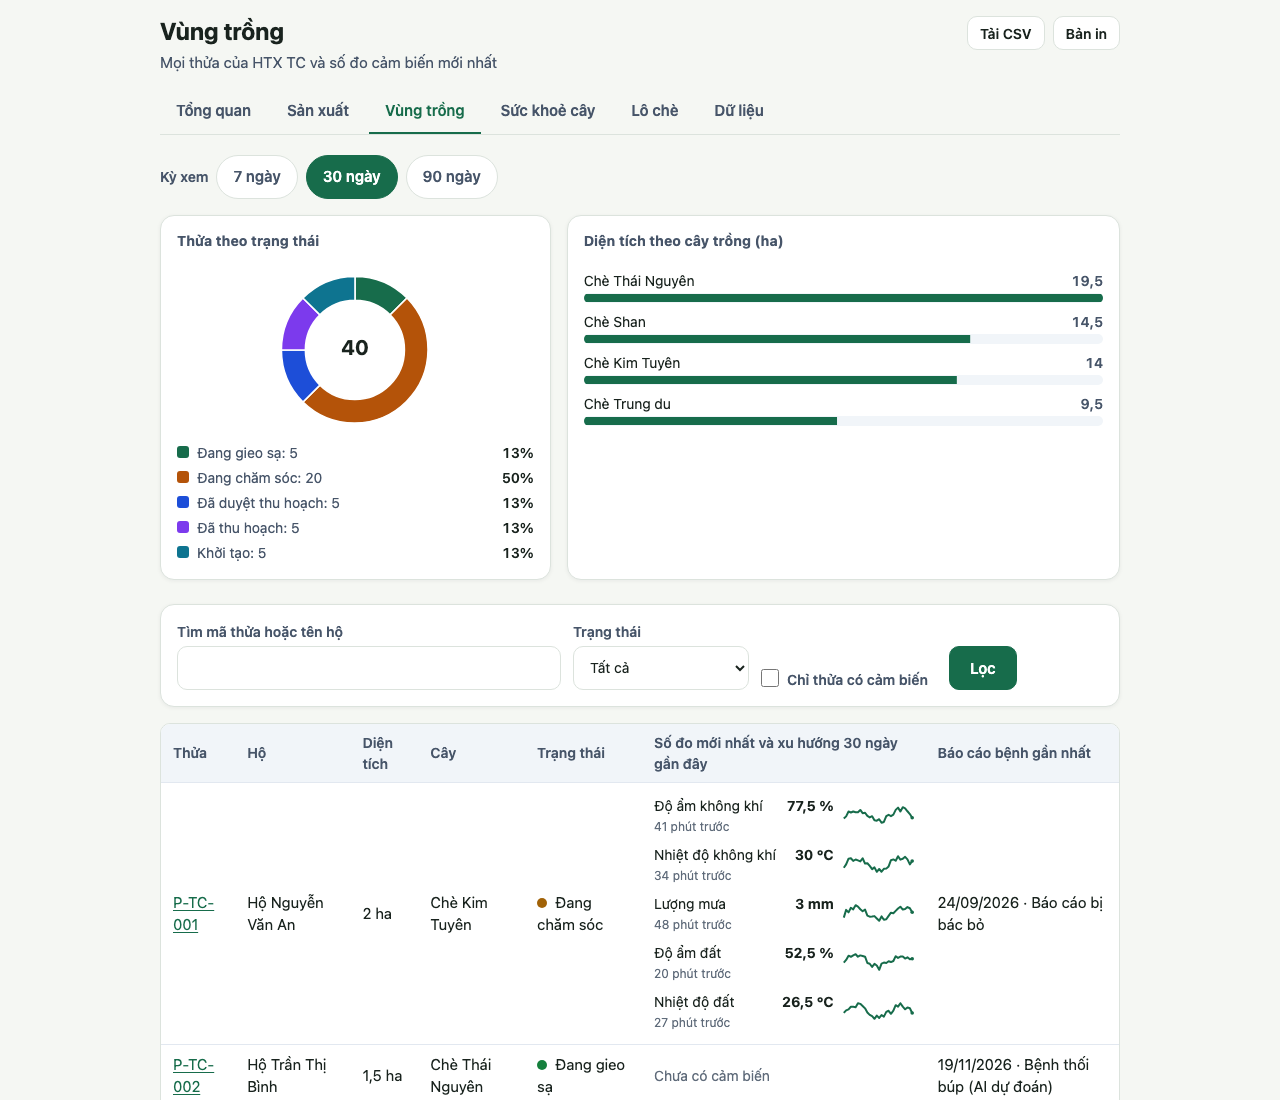 Vùng trồng
Mọi thửa của HTX TC và số đo cảm biến mới nhất
Tải CSV
Bản in
Tổng quan
Sản xuất
Vùng trồng
Sức khoẻ cây
Lô chè
Dữ liệu
Kỳ xem
7 ngày
30 ngày
90 ngày
Thửa theo trạng thái
40
Đang gieo sạ: 5 13%
Đang chăm sóc: 20 50%
Đã duyệt thu hoạch: 5 13%
Đã thu hoạch: 5 13%
Khởi tạo: 5 13%
Diện tích theo cây trồng (ha)
Chè Thái Nguyên 19,5
Chè Shan 14,5
Chè Kim Tuyên 14
Chè Trung du 9,5
Tìm mã thửa hoặc tên hộ
Trạng thái
Tất cả
Chỉ thửa có cảm biến
Lọc
Thửa
Hộ
Diện
tích
Cây
Trạng thái
Số đo mới nhất và xu hướng 30 ngày
gần đây
Báo cáo bệnh gần nhất
P-TC-
001
Hộ Nguyễn
Văn An
2 ha
Chè Kim
Tuyên
Đang
chăm sóc
Độ ẩm không khí 77,5 %
41 phút trước
Nhiệt độ không khí 30 °C
34 phút trước
Lượng mưa 3 mm
48 phút trước
Độ ẩm đất 52,5 %
20 phút trước
Nhiệt độ đất 26,5 °C
27 phút trước
24/09/2026 · Báo cáo bị
bác bỏ
P-TC-
002
Hộ Trần Thị
Bình
1,5 ha
Chè Thái
Nguyên
Đang gieo
sạ
Chưa có cảm biến
19/11/2026 · Bệnh thối
búp (AI dự đoán)